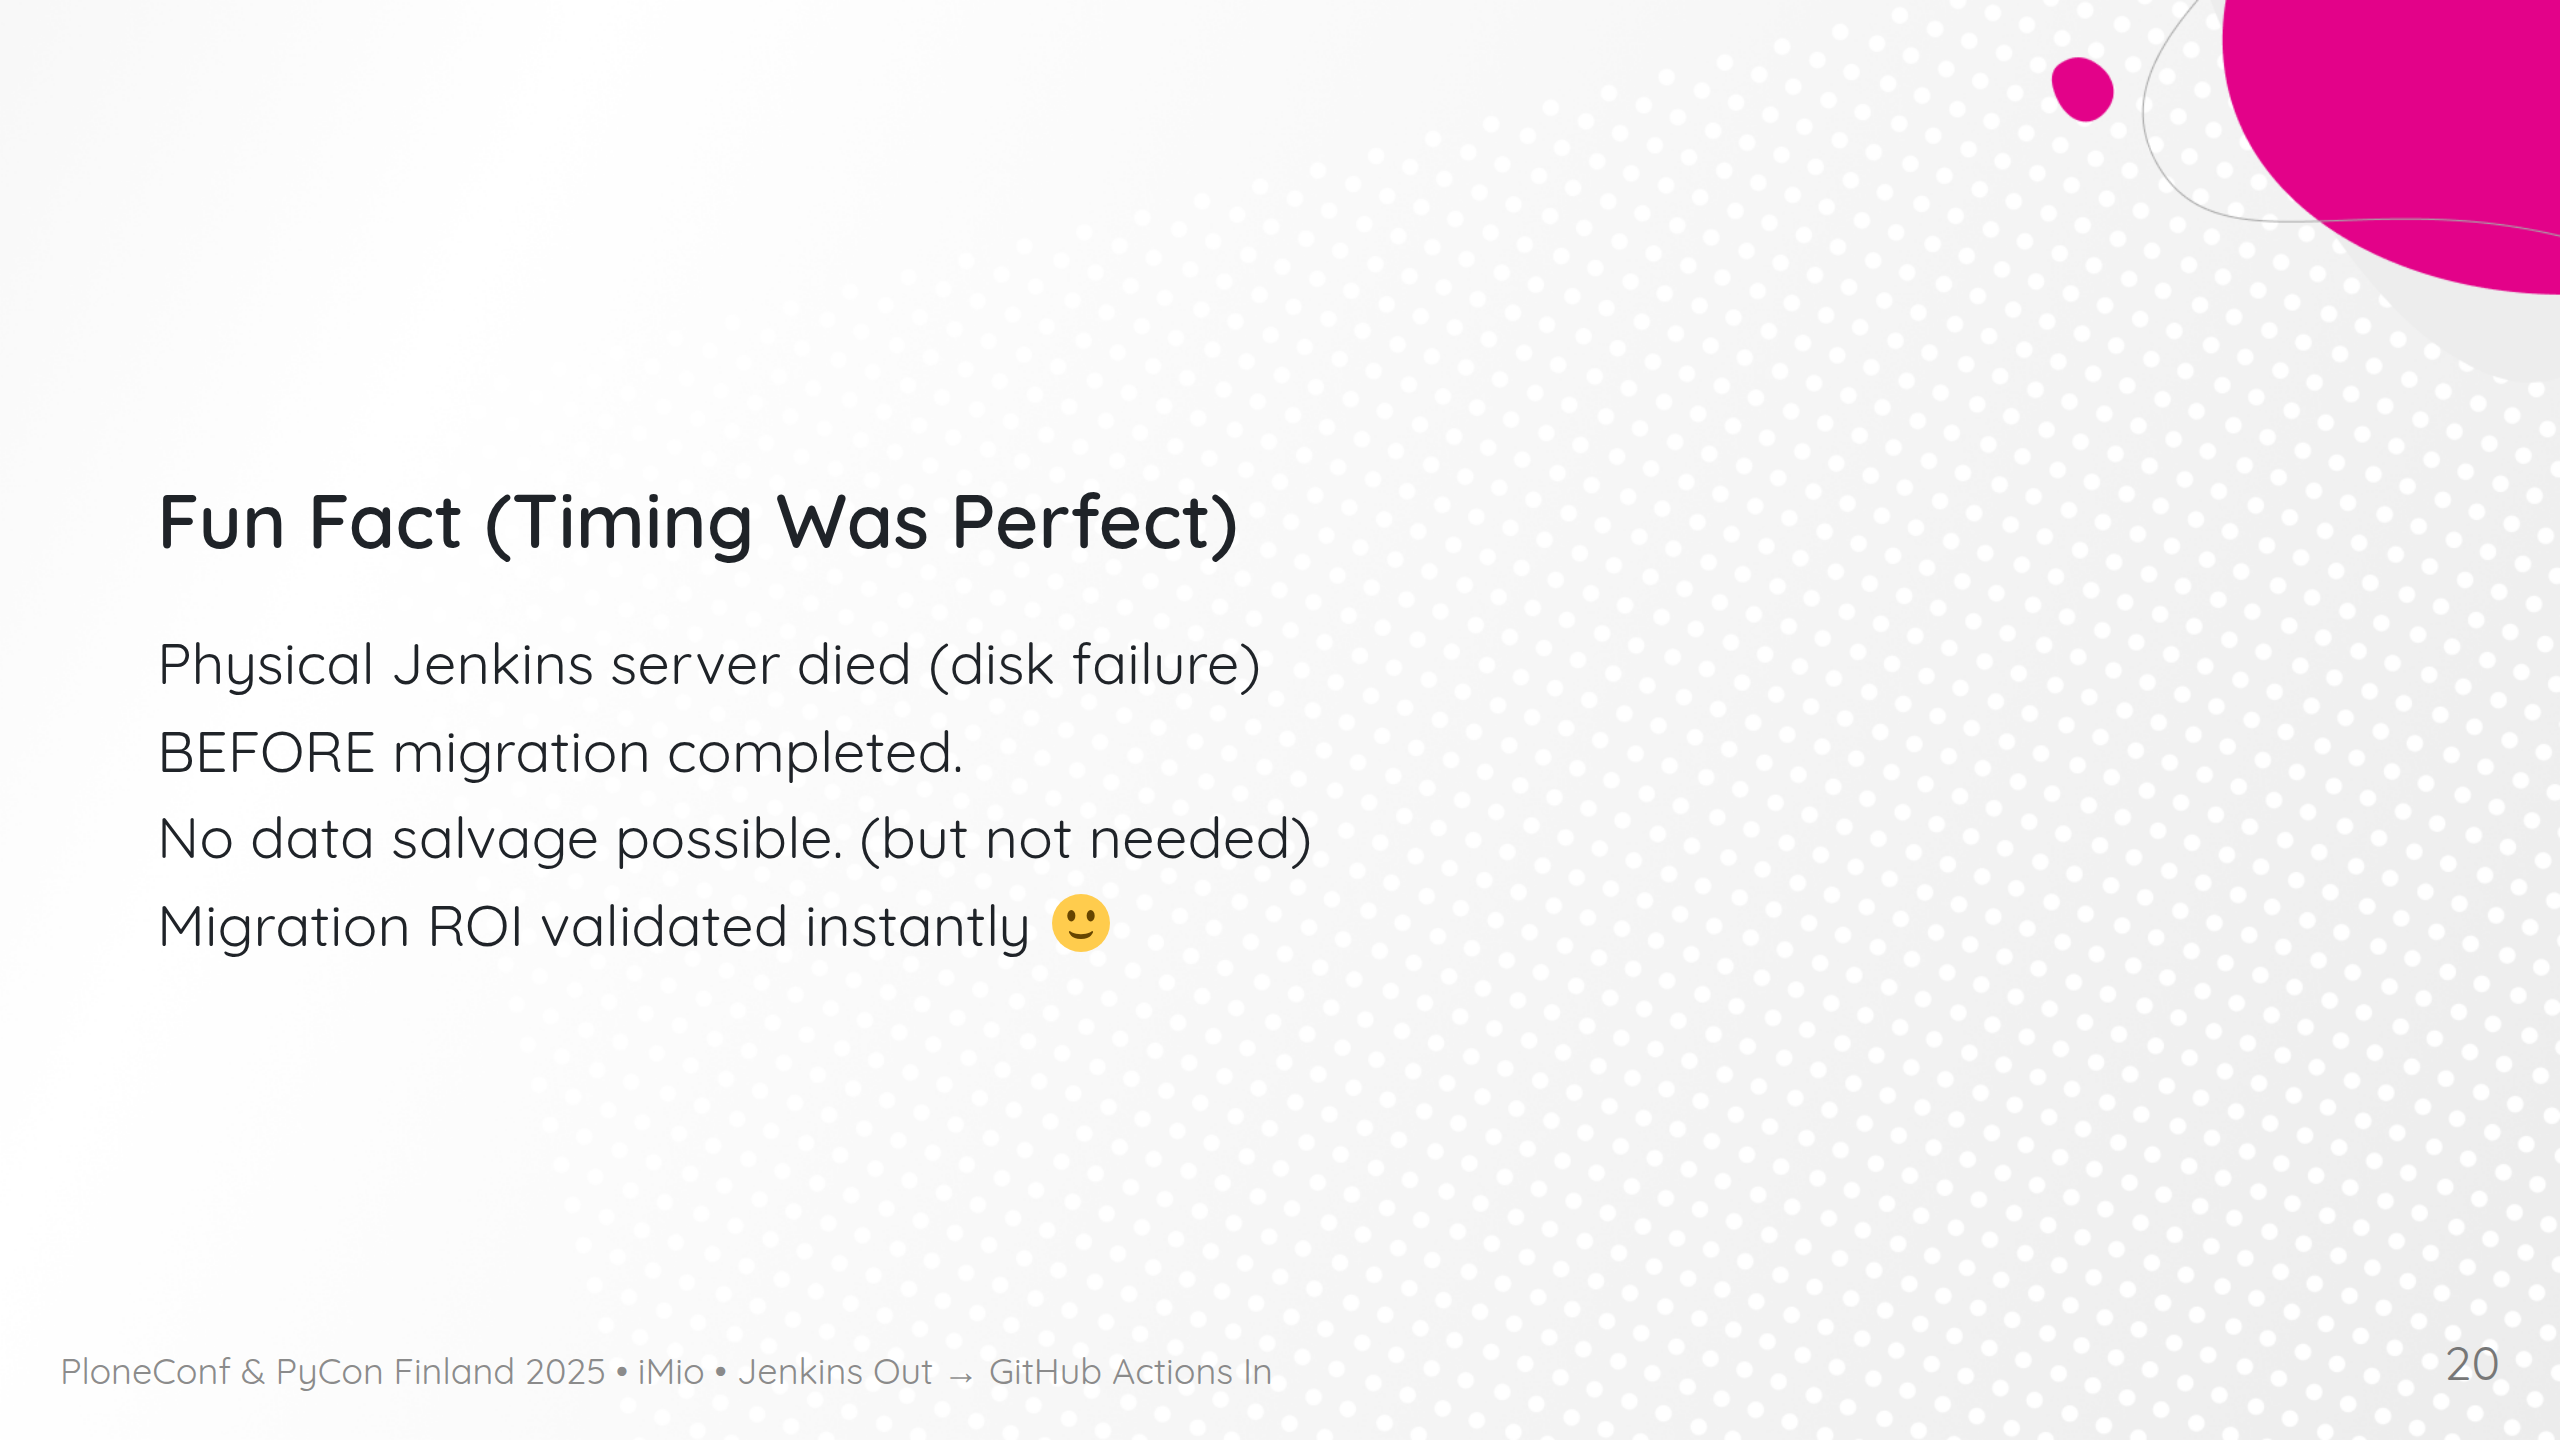 Fun Fact (Timing Was Perfect)
Physical Jenkins server died (disk failure)
BEFORE migration completed.
No data salvage possible. (but not needed)
Migration ROI validated instantly 🙂
PloneConf & PyCon Finland 2025 • iMio • Jenkins Out → GitHub Actions In
20